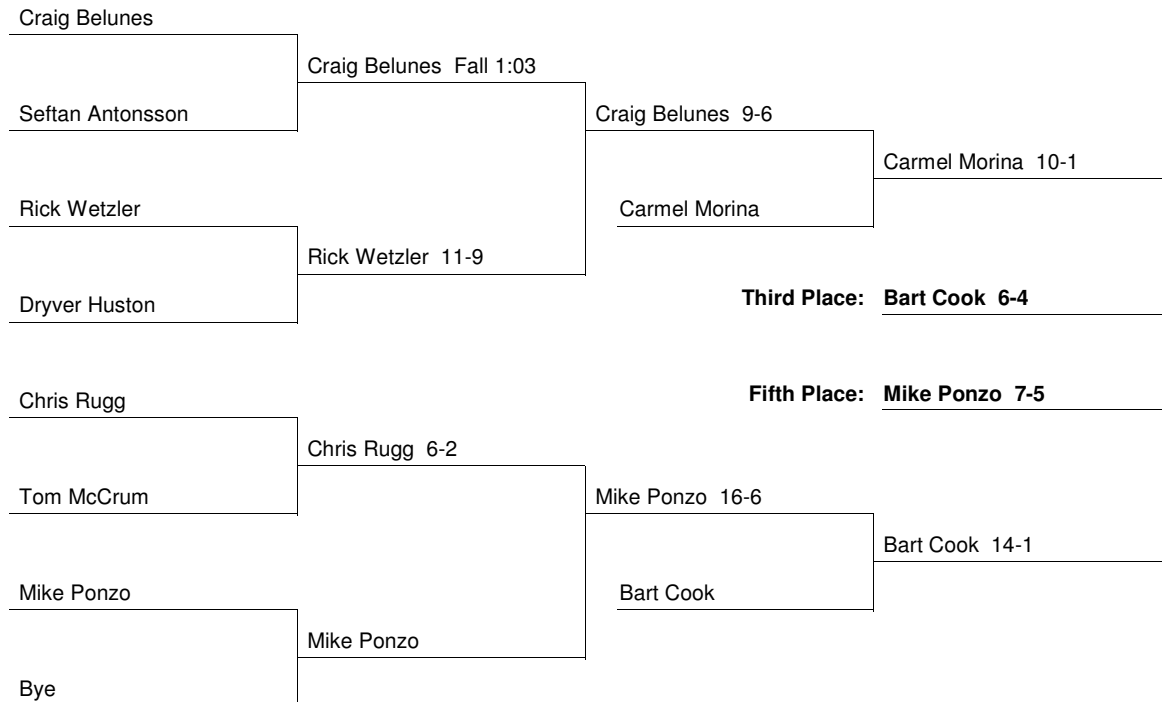 Craig Belunes
Craig Belunes  Fall 1:03
Seftan Antonsson
Craig Belunes  9-6
Carmel Morina  10-1
Rick Wetzler
Carmel Morina
Rick Wetzler  11-9
Dryver Huston
Third Place:  Bart Cook  6-4
Chris Rugg
Fifth Place:  Mike Ponzo  7-5
Chris Rugg  6-2
Tom McCrum
Mike Ponzo  16-6
Bart Cook  14-1
Mike Ponzo
Bart Cook
Mike Ponzo
Bye